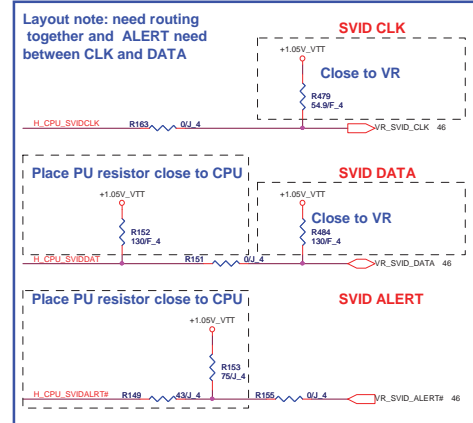 Layout note: need routing
together and ALERT need
between CLK and DATA
SVID CLK
+1.05V_VTT
Close to VR
R479
54.9/F_4
H_CPU_SVIDCLK R163 0/J_4 VR_SVID_CLK 46
Place PU resistor close to CPU
SVID DATA
+1.05V_VTT +1.05V_VTT
Close to VR
R152 R484
130/F_4 130/F_4
H_CPU_SVIDDAT R151 0/J_4 VR_SVID_DATA 46
Place PU resistor close to CPU
SVID ALERT
+1.05V_VTT
R153
75/J_4
H_CPU_SVIDALRT# R149 43/J_4 R155 0/J_4 VR_SVID_ALERT# 46